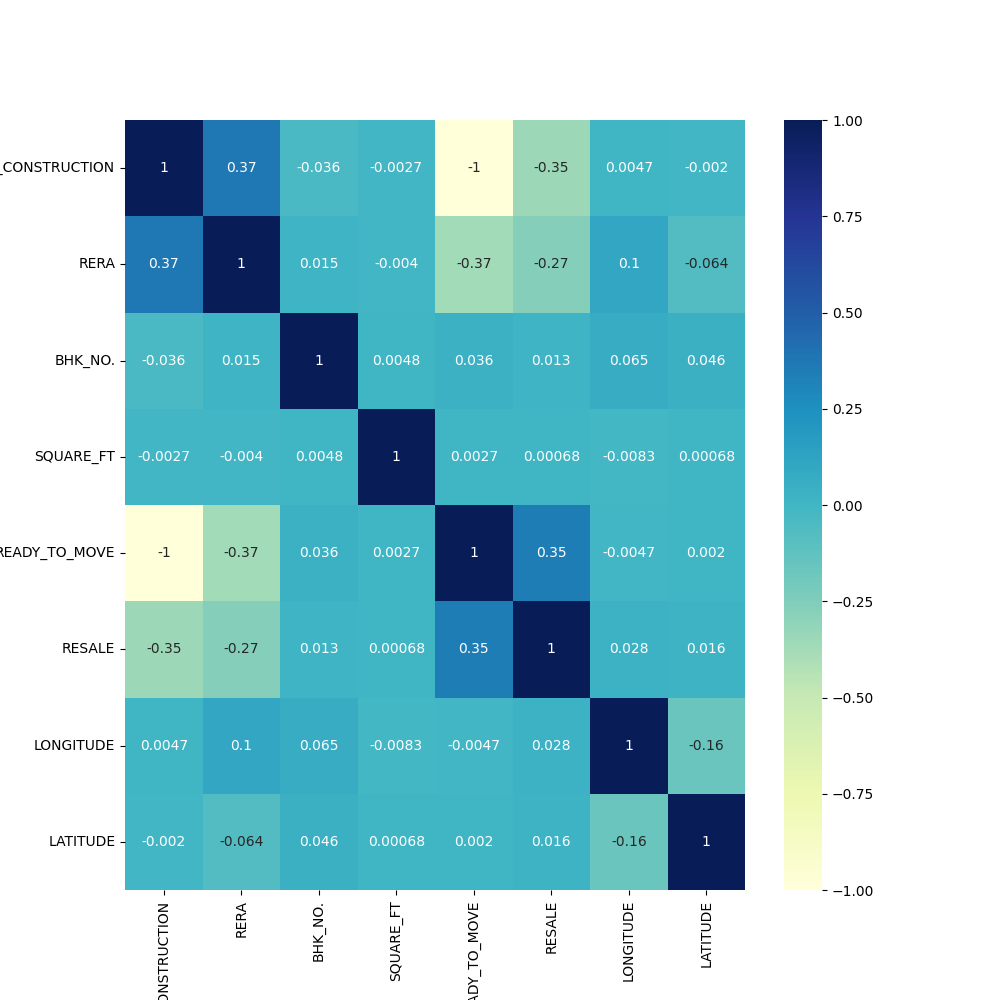 _CONSTRUCTION 1 0.37 -0.036 -0.0027 -1 -0.35 0.0047 -0.002
RERA 0.37 1 0.015 -0.004 -0.37 -0.27 0.1 -0.064
BHK_NO. -0.036 0.015 1 0.0048 0.036 0.013 0.065 0.046
SQUARE_FT -0.0027 -0.004 0.0048 1 0.0027 0.00068 -0.0083 0.00068
READY_TO_MOVE -1 -0.37 0.036 0.0027 1 0.35 -0.0047 0.002
RESALE -0.35 -0.27 0.013 0.00068 0.35 1 0.028 0.016
LONGITUDE 0.0047 0.1 0.065 -0.0083 -0.0047 0.028 1 -0.16
LATITUDE -0.002 -0.064 0.046 0.00068 0.002 0.016 -0.16 1
ONSTRUCTION
RERA
BHK_NO.
SQUARE_FT
ADY_TO_MOVE
RESALE
LONGITUDE
LATITUDE
1.00
0.75
0.50
0.25
0.00
−0.25
−0.50
−0.75
−1.00